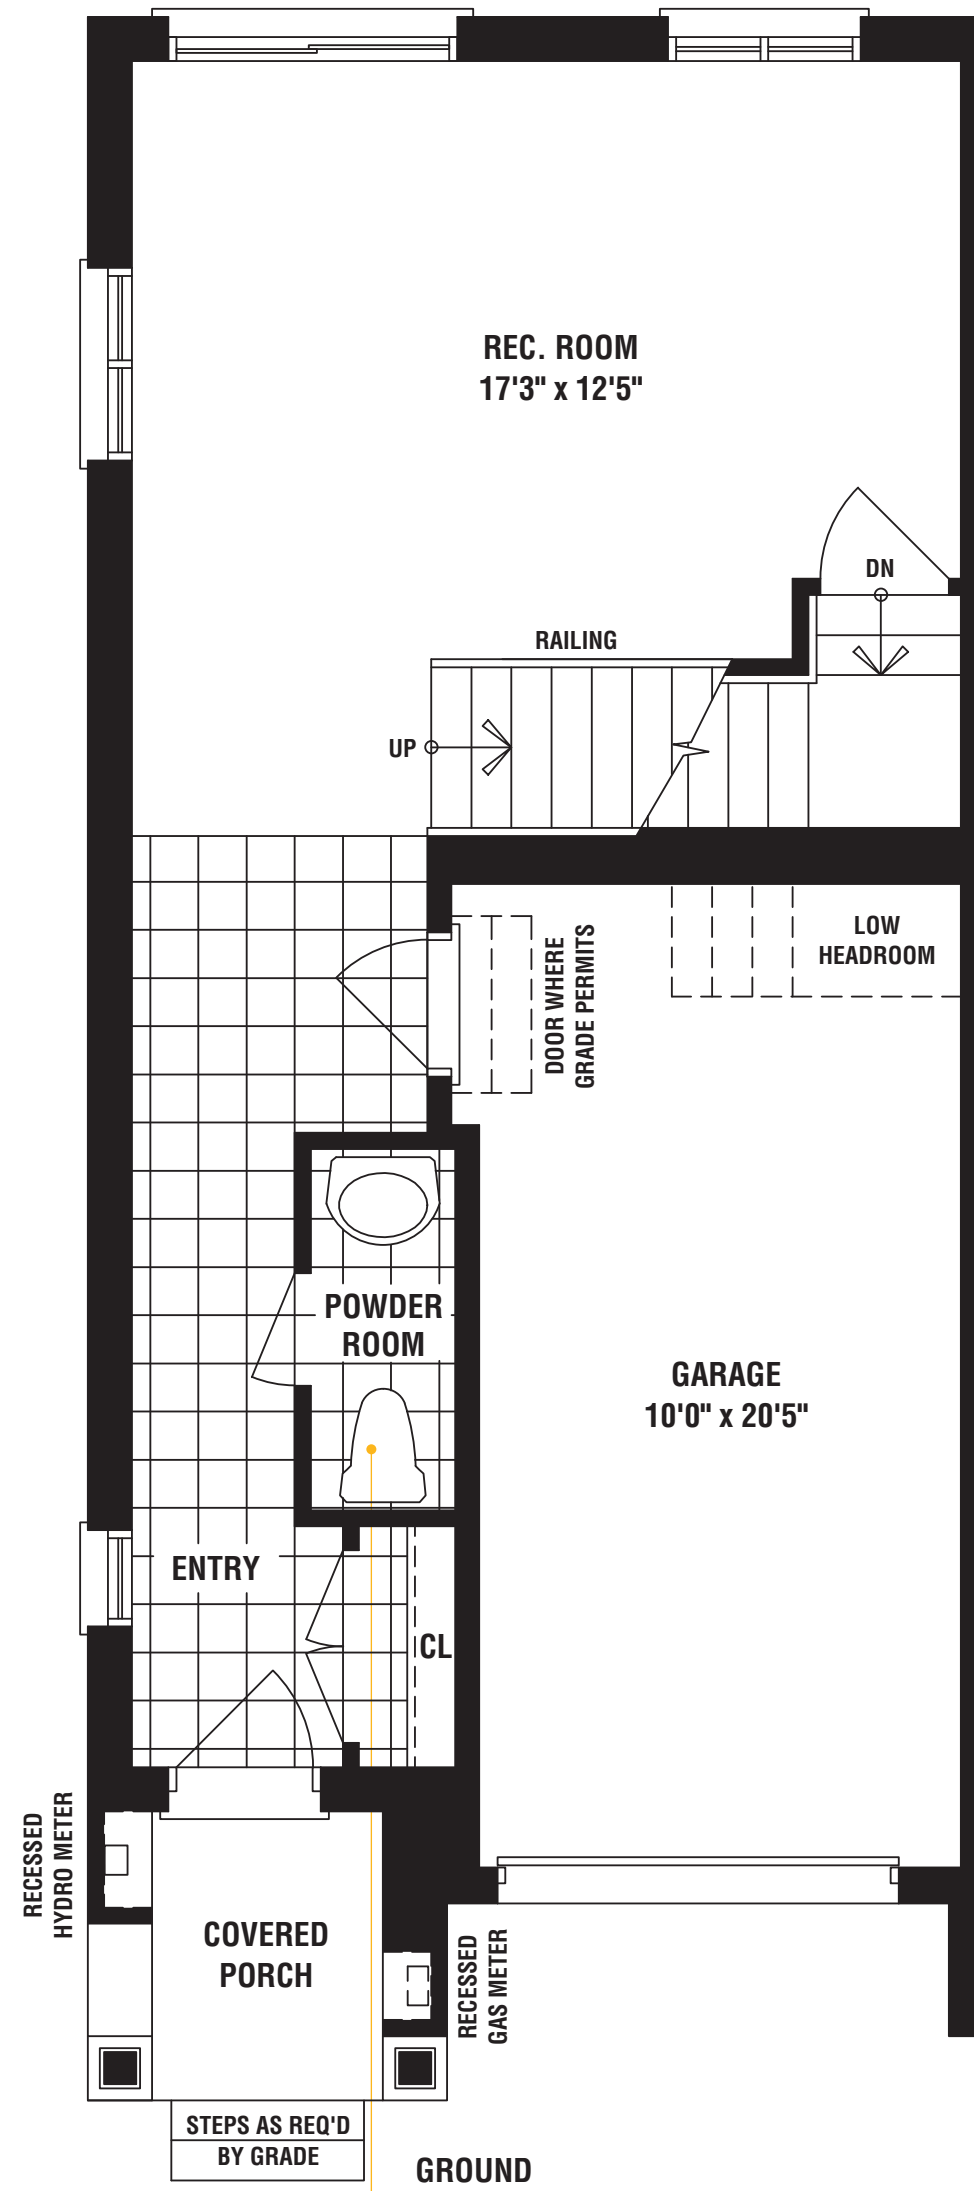 REC. ROOM
17'3" x 12'5"
DN
RAILING
UP
LOW
HEADROOM
DOOR WHERE
GRADE PERMITS
POWDER
ROOM
GARAGE
10'0" x 20'5"
ENTRY
CL
RECESSED
HYDRO METER
COVERED
PORCH
RECESSED
GAS METER
STEPS AS REQ'D
BY GRADE
GROUND